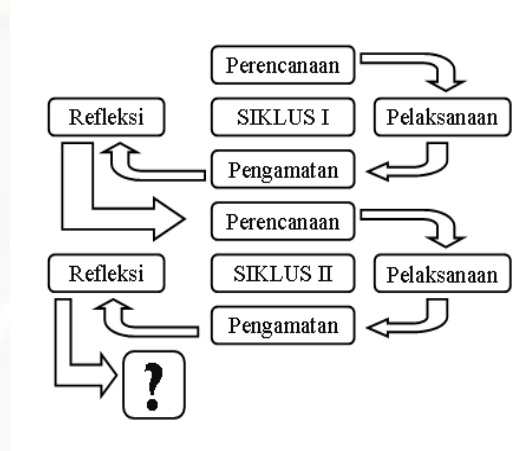 Perencanaan
Refleksi SIKLUS I Pelaksanaan
Pengamatan
Perencanaan
Refleksi SIKLUS II Pelaksanaan
Pengamatan
?